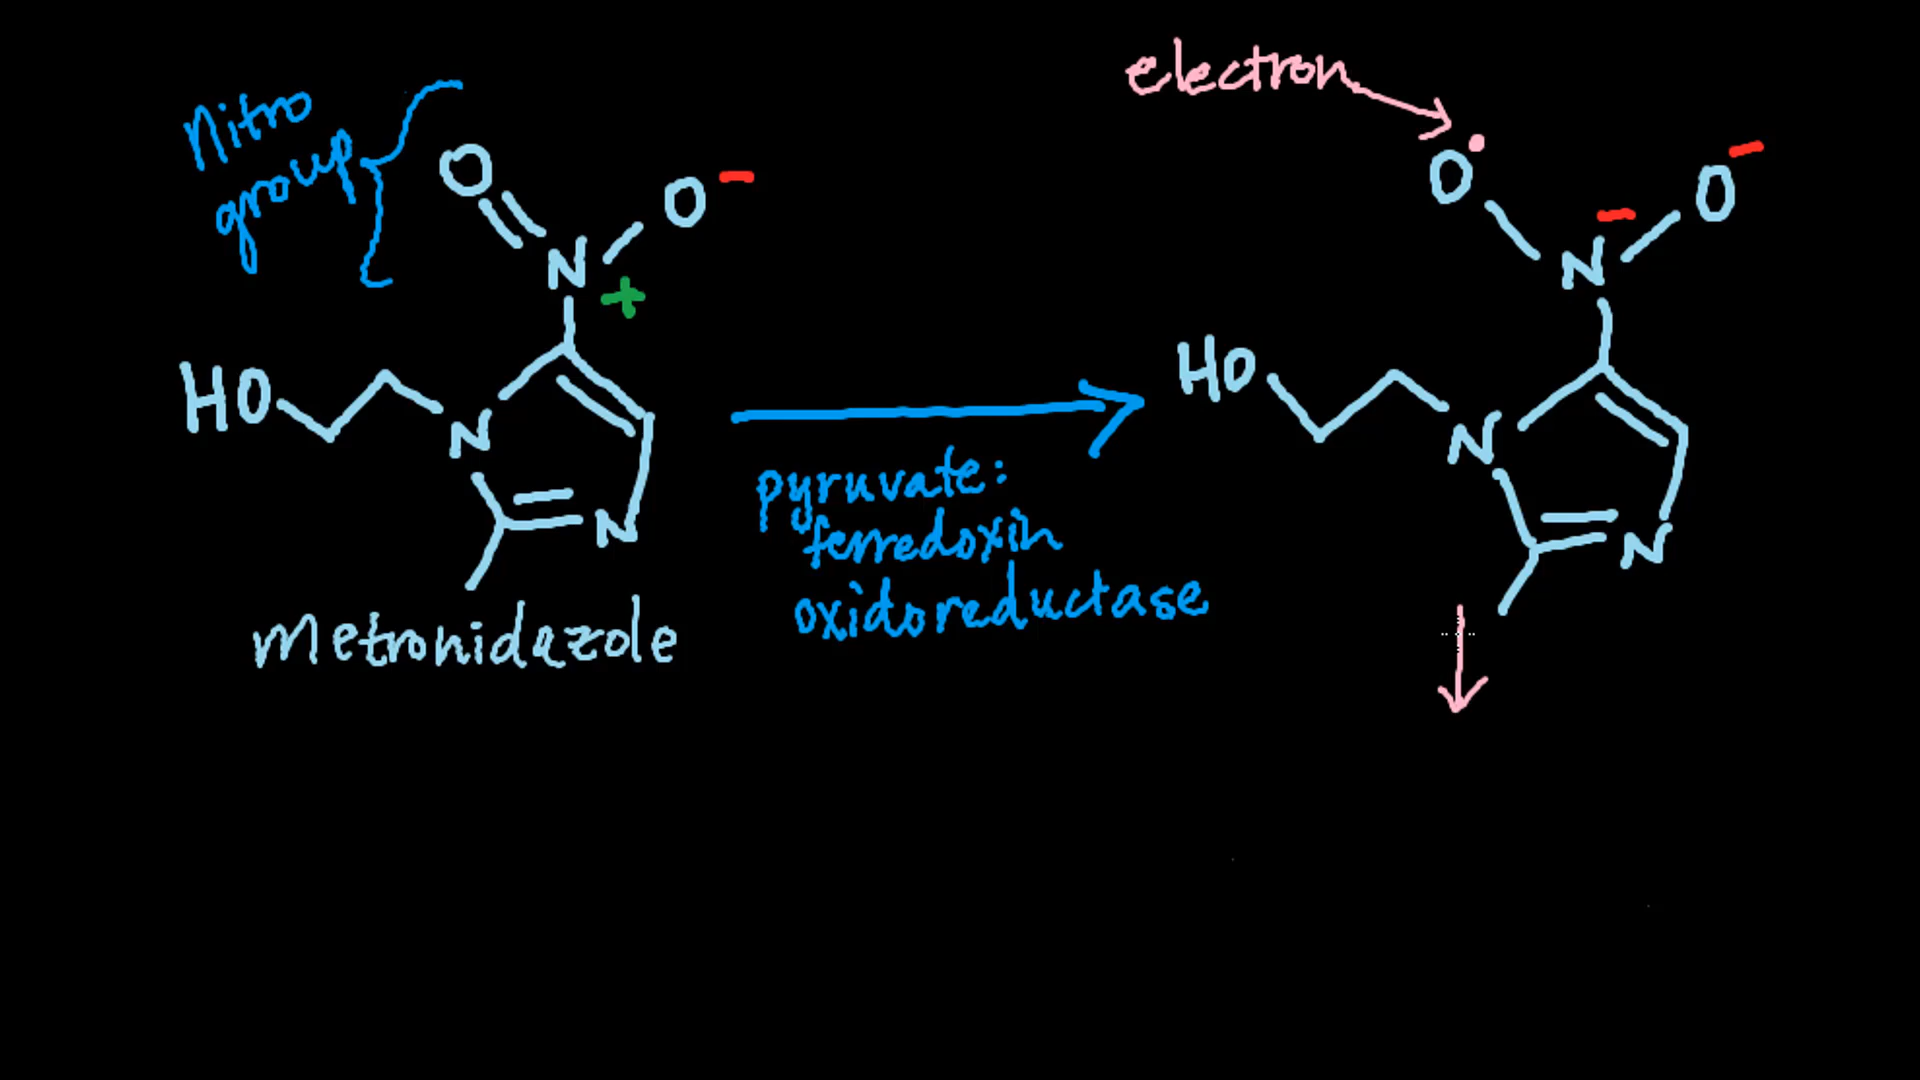 Nitro
group
O
N
+
O
-
HO
N
N
metronidazole
pyruvate:
ferredoxin
oxidoreductase
electron
O
N
-
O
-
HO
N
N